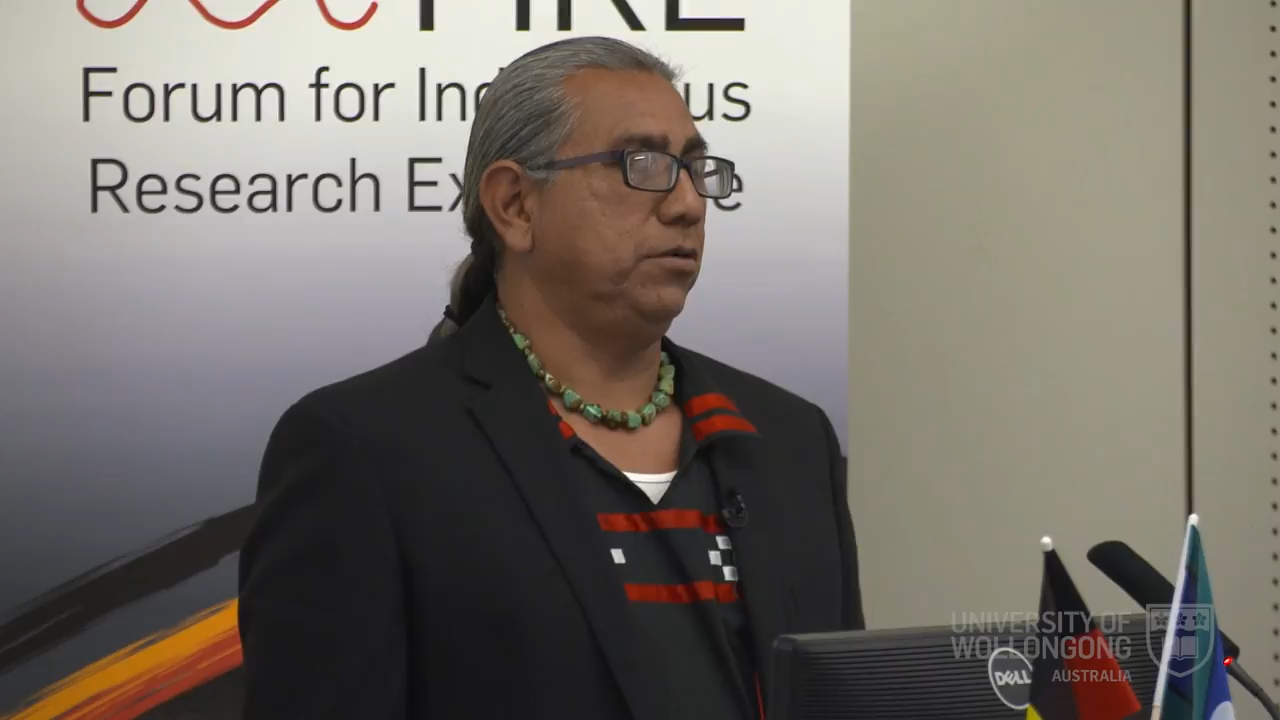 FIRE
Forum for Ind us
Research Ex e
UNIVERSITY OF
WOLLONGONG
AUSTRALIA
DELL